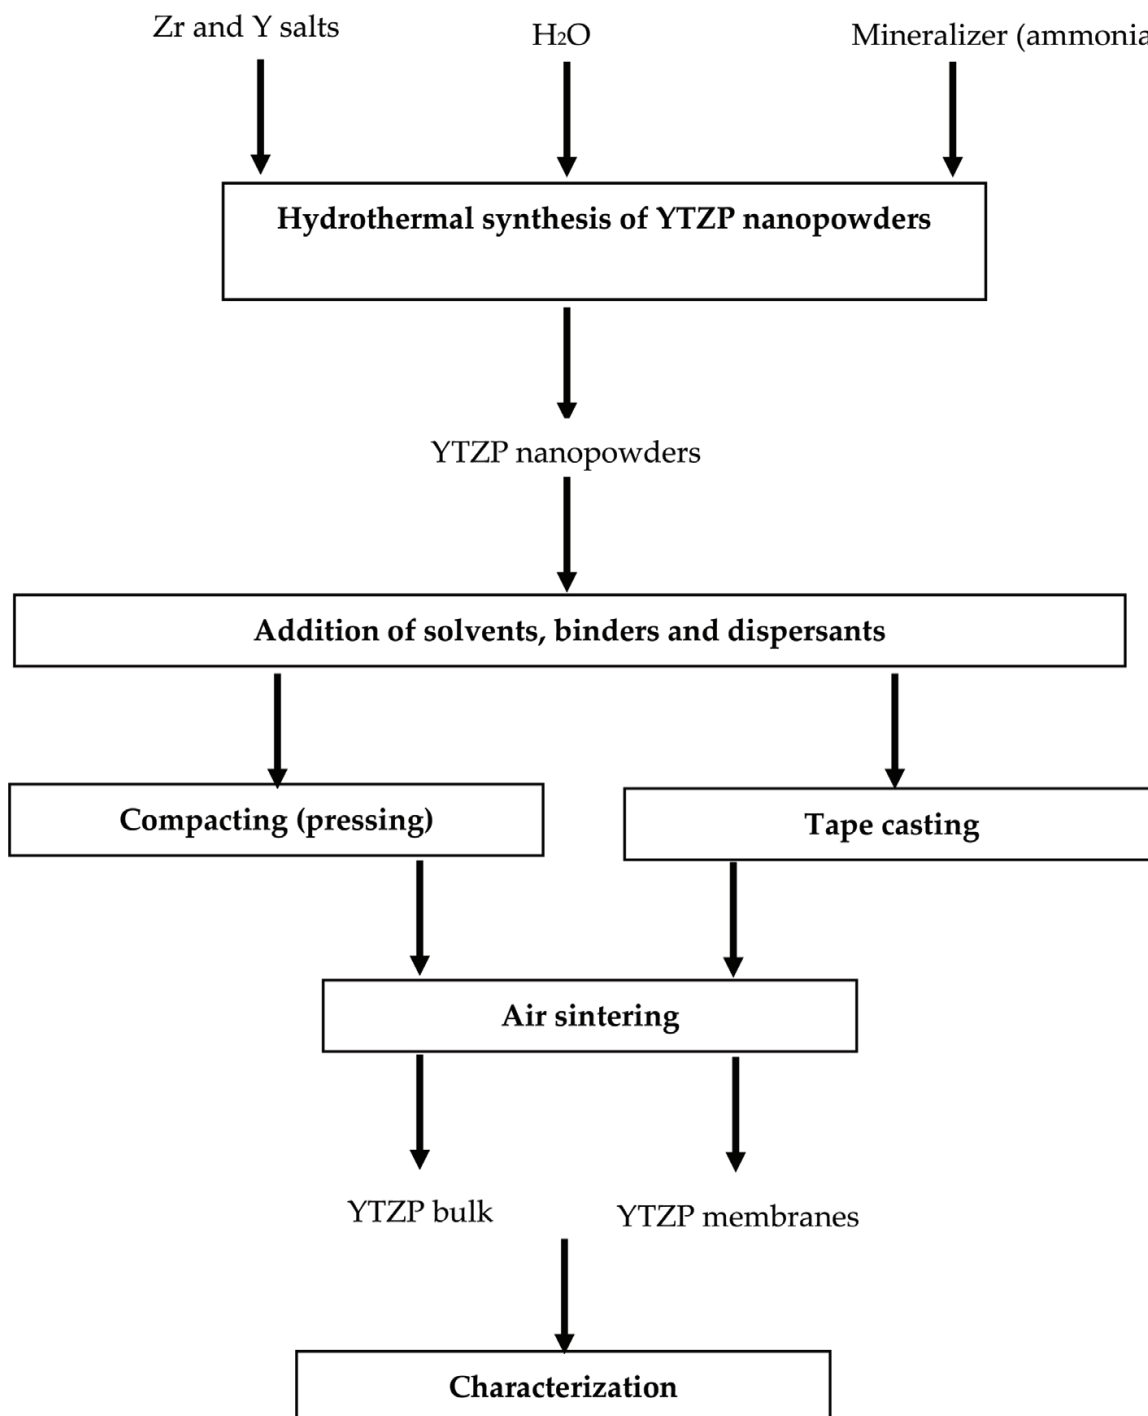 Zr and Y salts
H₂O
Mineralizer (ammonia
Hydrothermal synthesis of YTZP nanopowders
YTZP nanopowders
Addition of solvents, binders and dispersants
Compacting (pressing)
Tape casting
Air sintering
YTZP bulk
YTZP membranes
Characterization